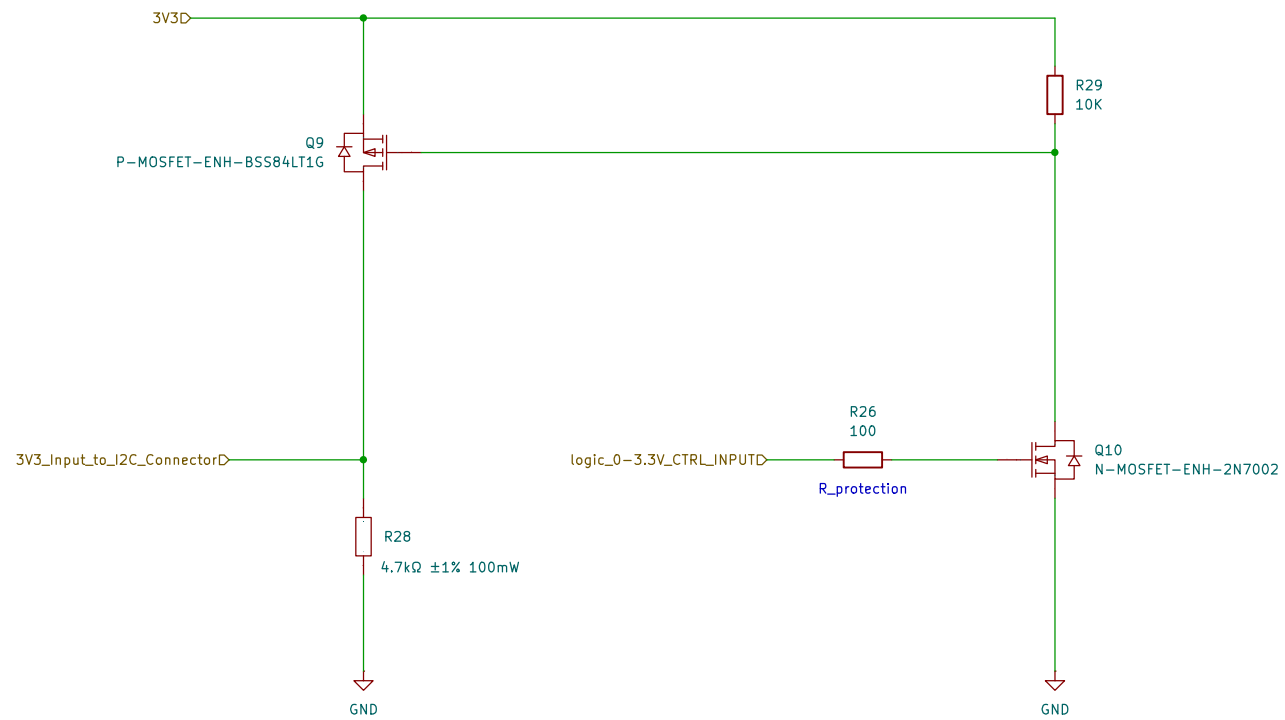 3V3
R29
10K
Q9
P-MOSFET-ENH-BSS84LT1G
R26
100
3V3_Input_to_I2C_Connector
logic_0-3.3V_CTRL_INPUT
Q10
N-MOSFET-ENH-2N7002
R_protection
R28
4.7kΩ ±1% 100mW
GND
GND